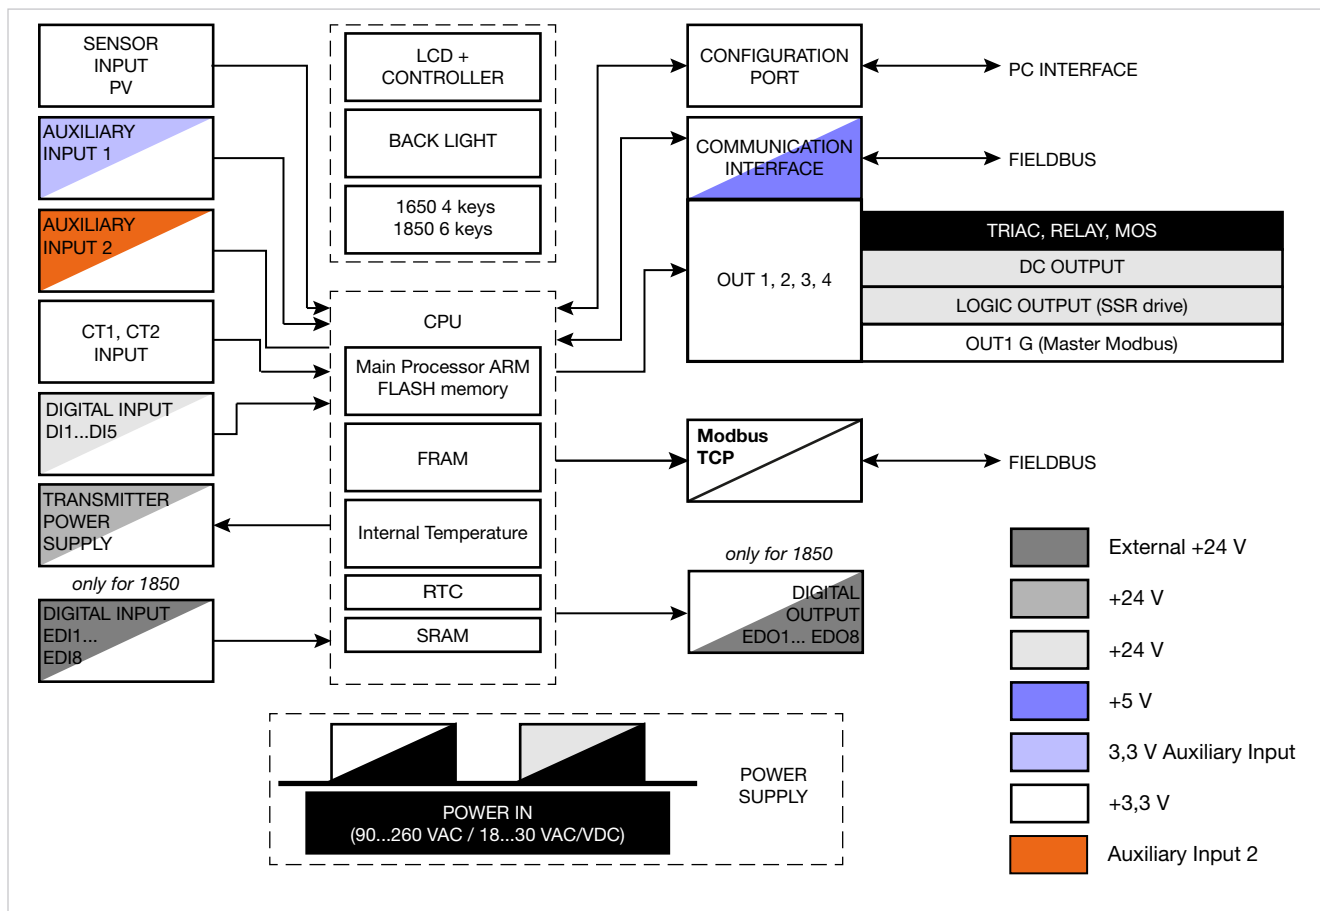 SENSOR
INPUT
PV
AUXILIARY
INPUT 1
AUXILIARY
INPUT 2
CT1, CT2
INPUT
DIGITAL INPUT
DI1...DI5
TRANSMITTER
POWER
SUPPLY
only for 1850
DIGITAL INPUT
EDI1...
EDI8
LCD +
CONTROLLER
BACK LIGHT
1650 4 keys
1850 6 keys
CPU
Main Processor ARM
FLASH memory
FRAM
Internal Temperature
RTC
SRAM
CONFIGURATION
PORT
PC INTERFACE
COMMUNICATION
INTERFACE
FIELDBUS
OUT 1, 2, 3, 4
TRIAC, RELAY, MOS
DC OUTPUT
LOGIC OUTPUT (SSR drive)
OUT1 G (Master Modbus)
Modbus
TCP
FIELDBUS
only for 1850
DIGITAL
OUTPUT
EDO1... EDO8
POWER
SUPPLY
POWER IN
(90...260 VAC / 18...30 VAC/VDC)
External +24 V
+24 V
+24 V
+5 V
3,3 V Auxiliary Input
+3,3 V
Auxiliary Input 2